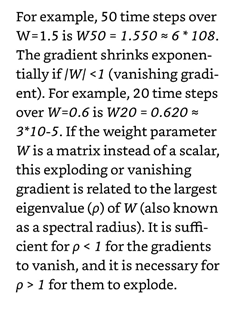 For example, 50 time steps over
W=1.5 is W50 = 1.550 ≈ 6 * 108.
The gradient shrinks exponen-
tially if |W| <1 (vanishing gradi-
ent). For example, 20 time steps
over W=0.6 is W20 = 0.620 ≈
3*10-5. If the weight parameter
W is a matrix instead of a scalar,
this exploding or vanishing
gradient is related to the largest
eigenvalue (ρ) of W (also known
as a spectral radius). It is suffi-
cient for ρ < 1 for the gradients
to vanish, and it is necessary for
ρ > 1 for them to explode.